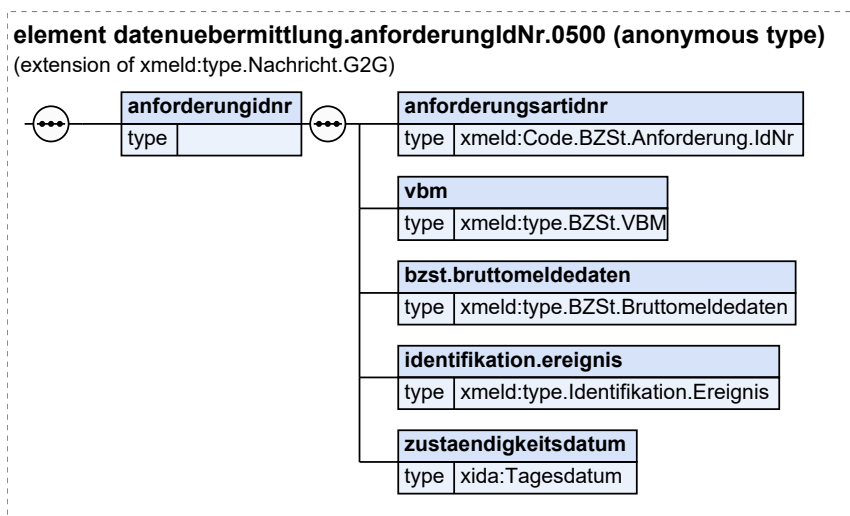 element datenuebermittlung.anforderungIdNr.0500 (anonymous type)
(extension of xmeld:type.Nachricht.G2G)
anforderungidnr
type
anforderungsartidnr
type xmeld:Code.BZSt.Anforderung.IdNr
vbm
type xmeld:type.BZSt.VBM
bzst.bruttomeldedaten
type xmeld:type.BZSt.Bruttomeldedaten
identifikation.ereignis
type xmeld:type.Identifikation.Ereignis
zustaendigkeitsdatum
type xida:Tagesdatum